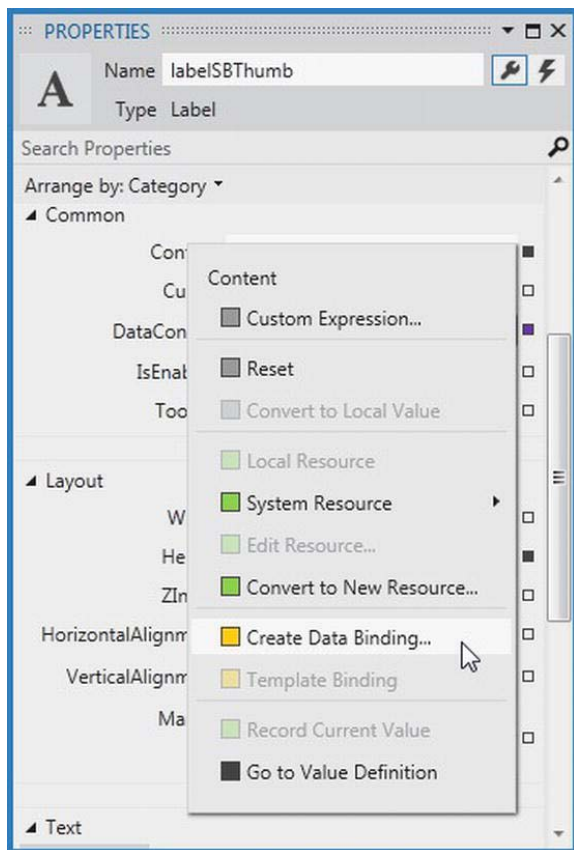 PROPERTIES
Name labelSBThumb
A
Type Label
Search Properties
Arrange by: Category
Common
Con
Content
Cu
Custom Expression...
DataCon
IsEnab
Reset
Too
Convert to Local Value
Local Resource
Layout
System Resource
W
He
Edit Resource...
ZIn
Convert to New Resource...
HorizontalAlignm
Create Data Binding...
VerticalAlignm
Template Binding
Ma
Record Current Value
Go to Value Definition
Text